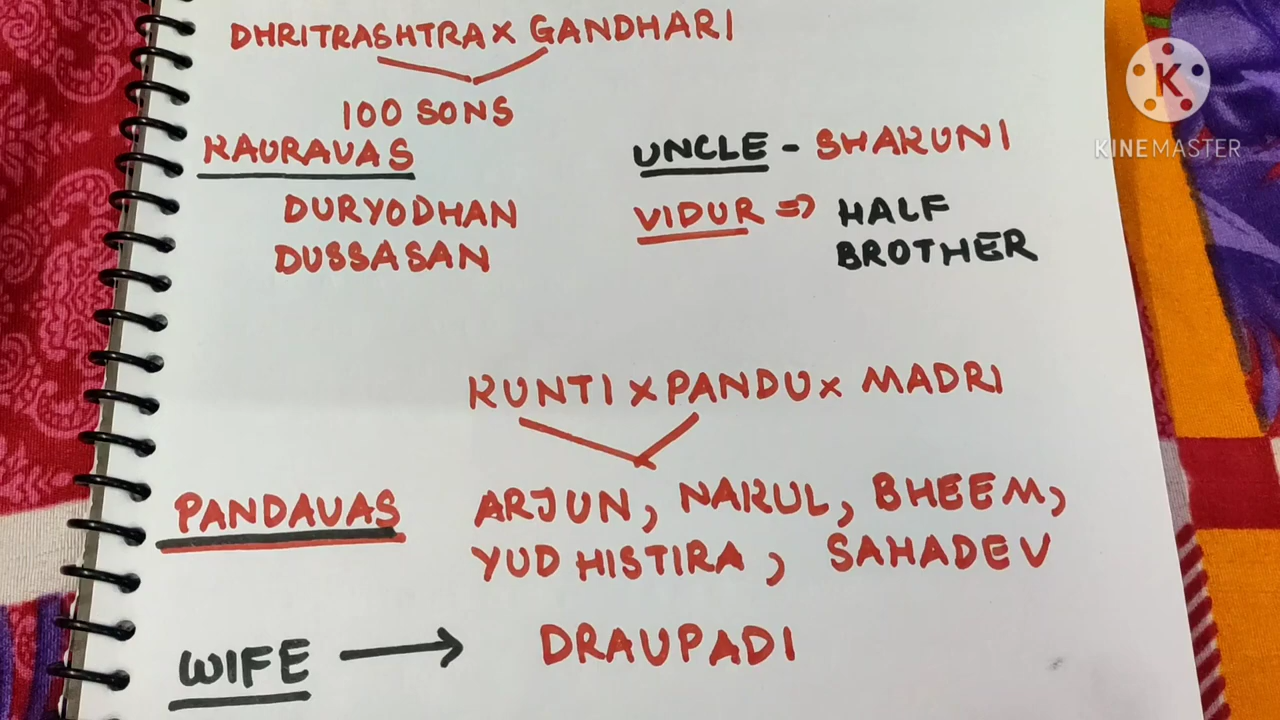 DHRITRASHTRA x GANDHARI
100 SONS
KAURAVAS
DURYODHAN
DUSSASAN
UNCLE - SHAKUNI
VIDUR => HALF
BROTHER
KUNTI x PANDU x MADRI
PANDAVAS
ARJUN, NAKUL, BHEEM,
YUDHISTIRA, SAHADEV
WIFE → DRAUPADI
K
KINEMASTER